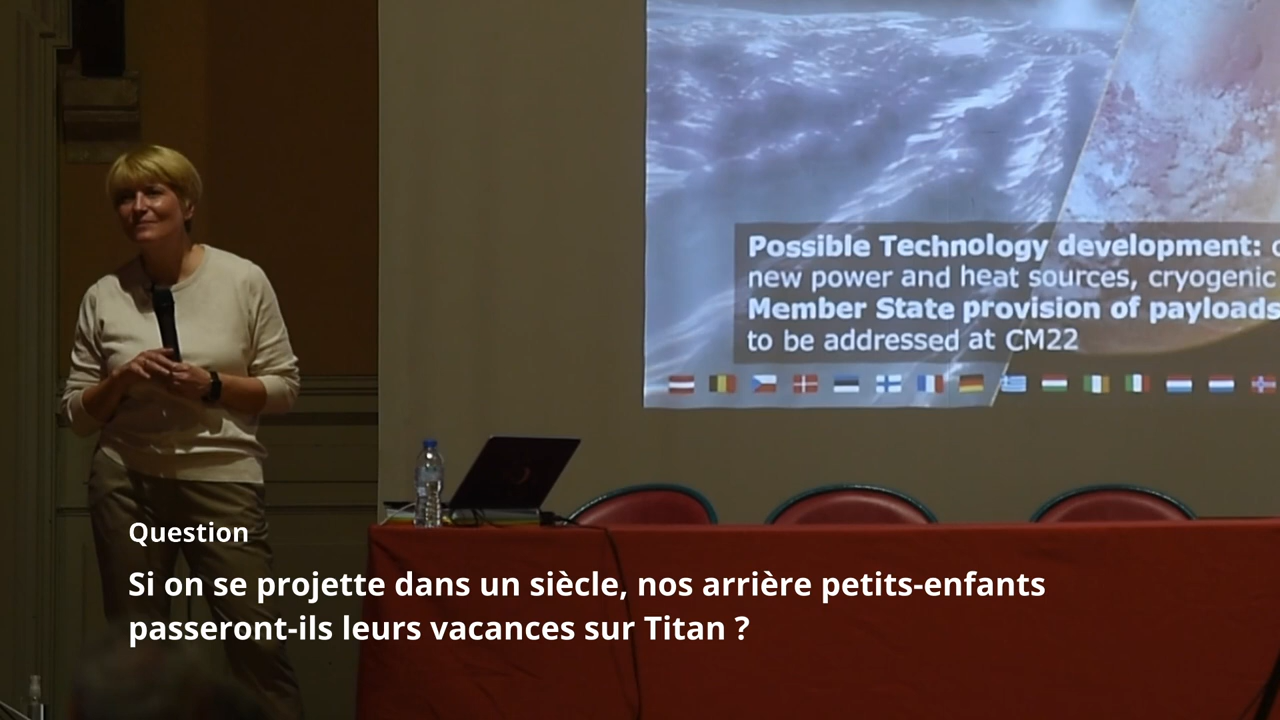 Possible Technology development:
new power and heat sources, cryogenic
Member State provision of payloads
to be addressed at CM22
Question
Si on se projette dans un siècle, nos arrière petits-enfants
passeront-ils leurs vacances sur Titan ?